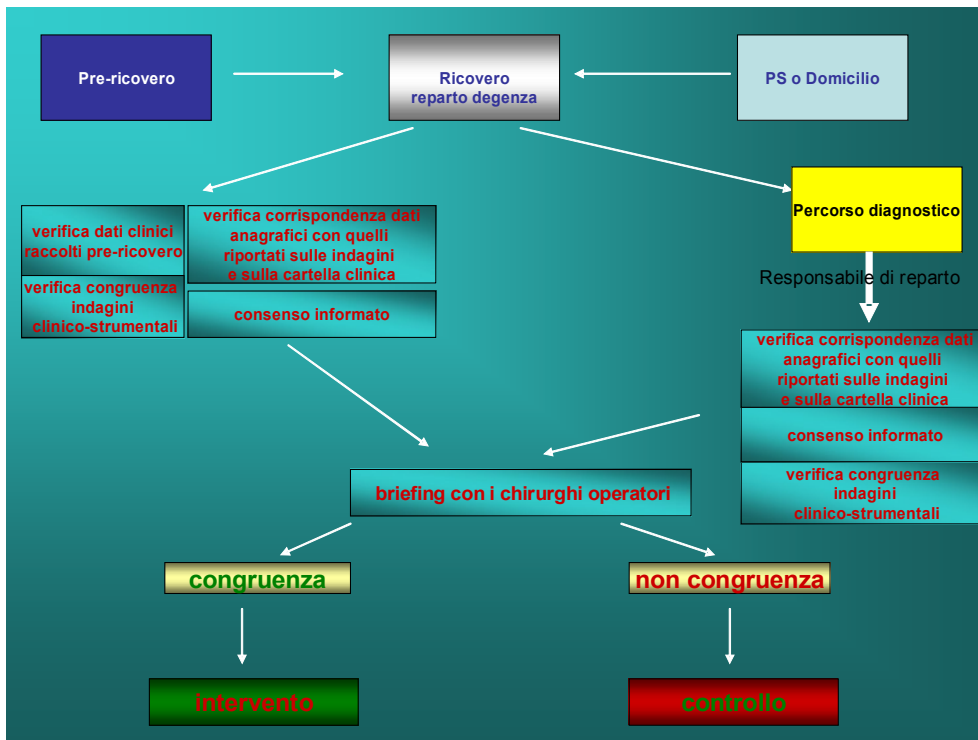 Pre-ricovero
Ricovero
reparto degenza
PS o Domicilio
Percorso diagnostico
verifica dati clinici
raccolti pre-ricovero
verifica corrispondenza dati
anagrafici con quelli
riportati sulle indagini
e sulla cartella clinica
verifica congruenza
indagini
clinico-strumentali
consenso informato
Responsabile di reparto
verifica corrispondenza dati
anagrafici con quelli
riportati sulle indagini
e sulla cartella clinica
consenso informato
verifica congruenza
indagini
clinico-strumentali
briefing con i chirurghi operatori
congruenza
non congruenza
intervento
controllo